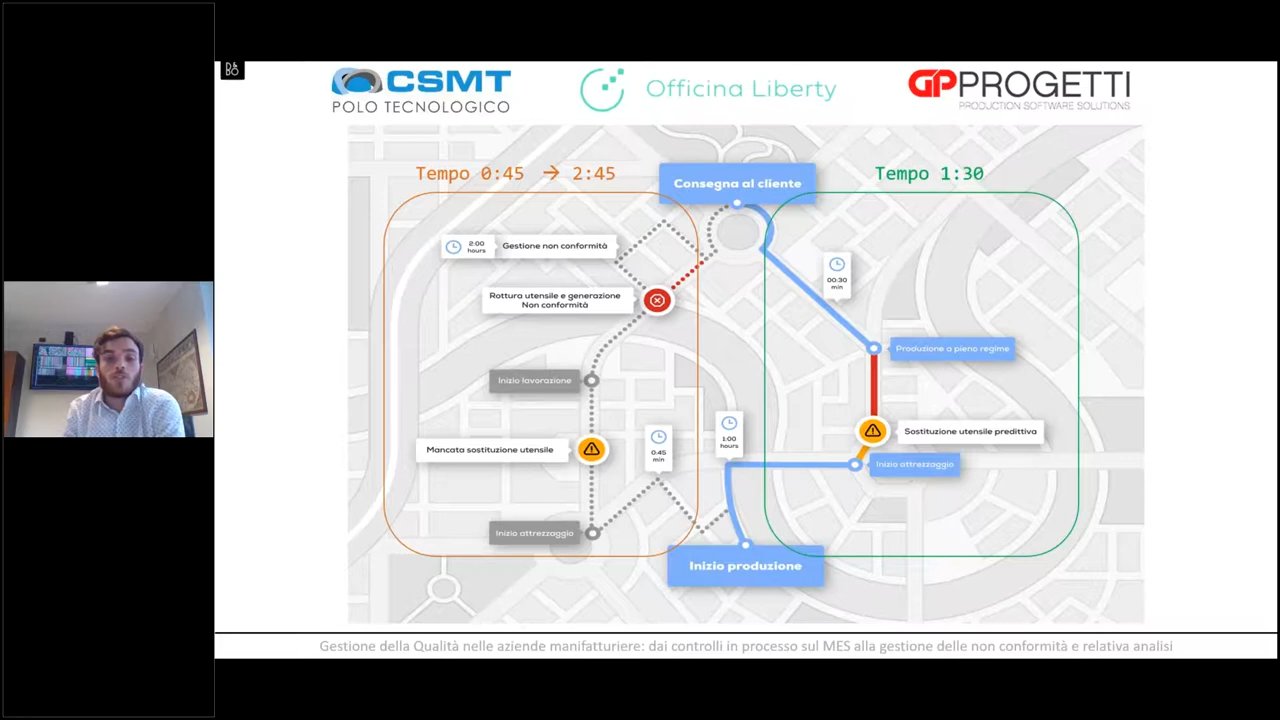 D&
BO
CSMT
POLO TECNOLOGICO
Officina Liberty
GPPROGETTI
PRODUCTION SOFTWARE SOLUTIONS
Tempo 0:45 → 2:45
Consegna al cliente
Tempo 1:30
2:00
hours
Gestione non conformità
00:30
min
Rottura utensile e generazione
Non conformità
Produzione a pieno regime
Inizio lavorazione
1:00
hours
Sostituzione utensile predittiva
Mancata sostituzione utensile
0:45
min
Inizio attrezzaggio
Inizio attrezzaggio
Inizio produzione
Gestione della Qualità nelle aziende manifatturiere: dai controlli in processo sul MES alla gestione delle non conformità e relativa analisi